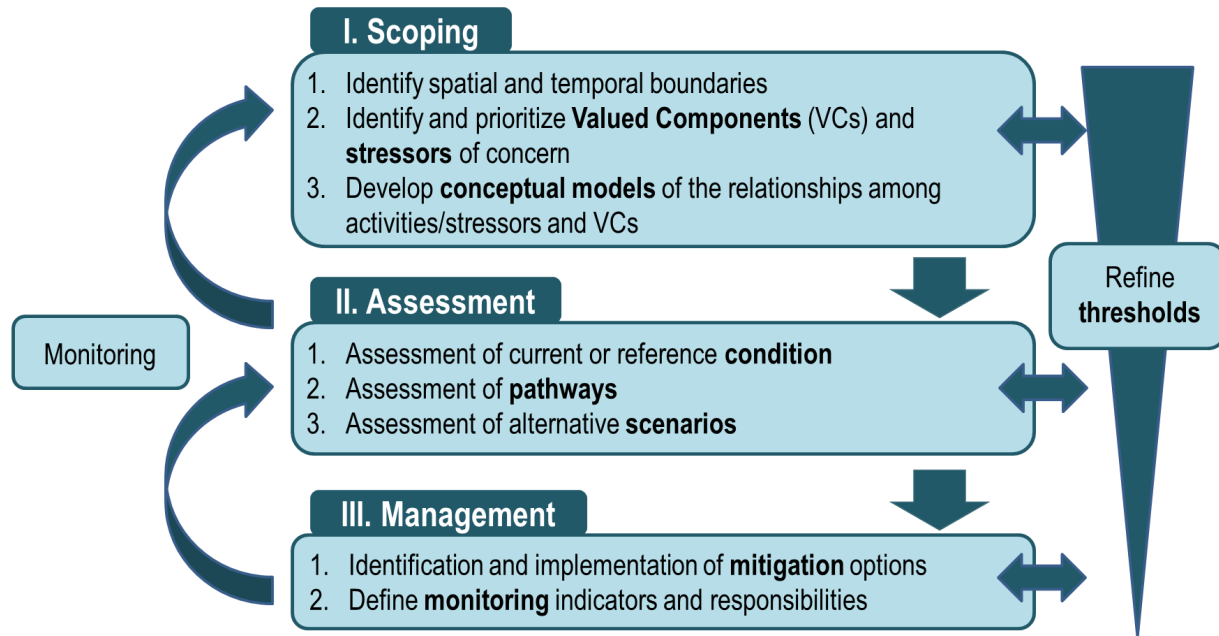 I. Scoping
1. Identify spatial and temporal boundaries
2. Identify and prioritize Valued Components (VCs) and
stressors of concern
3. Develop conceptual models of the relationships among
activities/stressors and VCs
II. Assessment
1. Assessment of current or reference condition
2. Assessment of pathways
3. Assessment of alternative scenarios
III. Management
1. Identification and implementation of mitigation options
2. Define monitoring indicators and responsibilities
Monitoring
Refine
thresholds